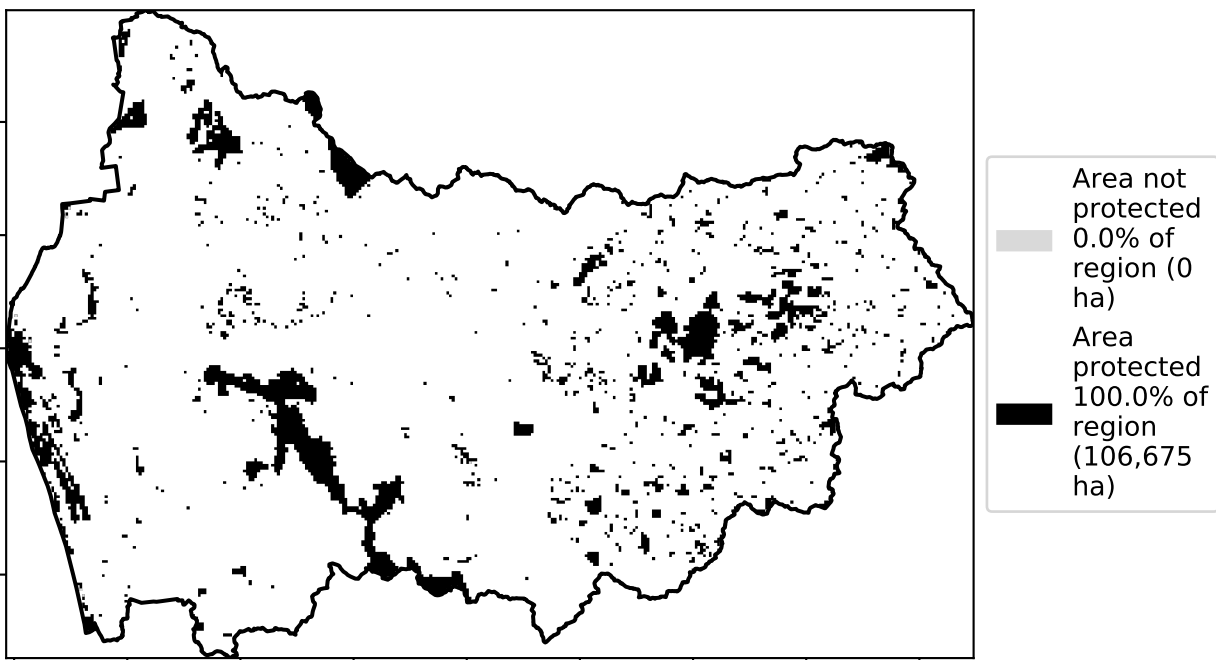 Area not
protected
0.0% of
region (0
ha)
Area
protected
100.0% of
region
(106,675
ha)